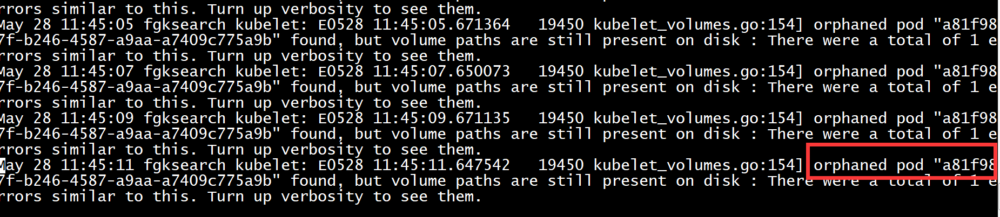 rrors similar to this. Turn up verbosity to see them.
May 28 11:45:05 fgksearch kubelet: E0528 11:45:05.671364   19450 kubelet_volumes.go:154] orphaned pod "a81f98
7f-b246-4587-a9aa-a7409c775a9b" found, but volume paths are still present on disk : There were a total of 1 e
rrors similar to this. Turn up verbosity to see them.
May 28 11:45:07 fgksearch kubelet: E0528 11:45:07.650073   19450 kubelet_volumes.go:154] orphaned pod "a81f98
7f-b246-4587-a9aa-a7409c775a9b" found, but volume paths are still present on disk : There were a total of 1 e
rrors similar to this. Turn up verbosity to see them.
May 28 11:45:09 fgksearch kubelet: E0528 11:45:09.671135   19450 kubelet_volumes.go:154] orphaned pod "a81f98
7f-b246-4587-a9aa-a7409c775a9b" found, but volume paths are still present on disk : There were a total of 1 e
rrors similar to this. Turn up verbosity to see them.
May 28 11:45:11 fgksearch kubelet: E0528 11:45:11.647542   19450 kubelet_volumes.go:154] orphaned pod "a81f98
7f-b246-4587-a9aa-a7409c775a9b" found, but volume paths are still present on disk : There were a total of 1 e
rrors similar to this. Turn up verbosity to see them.